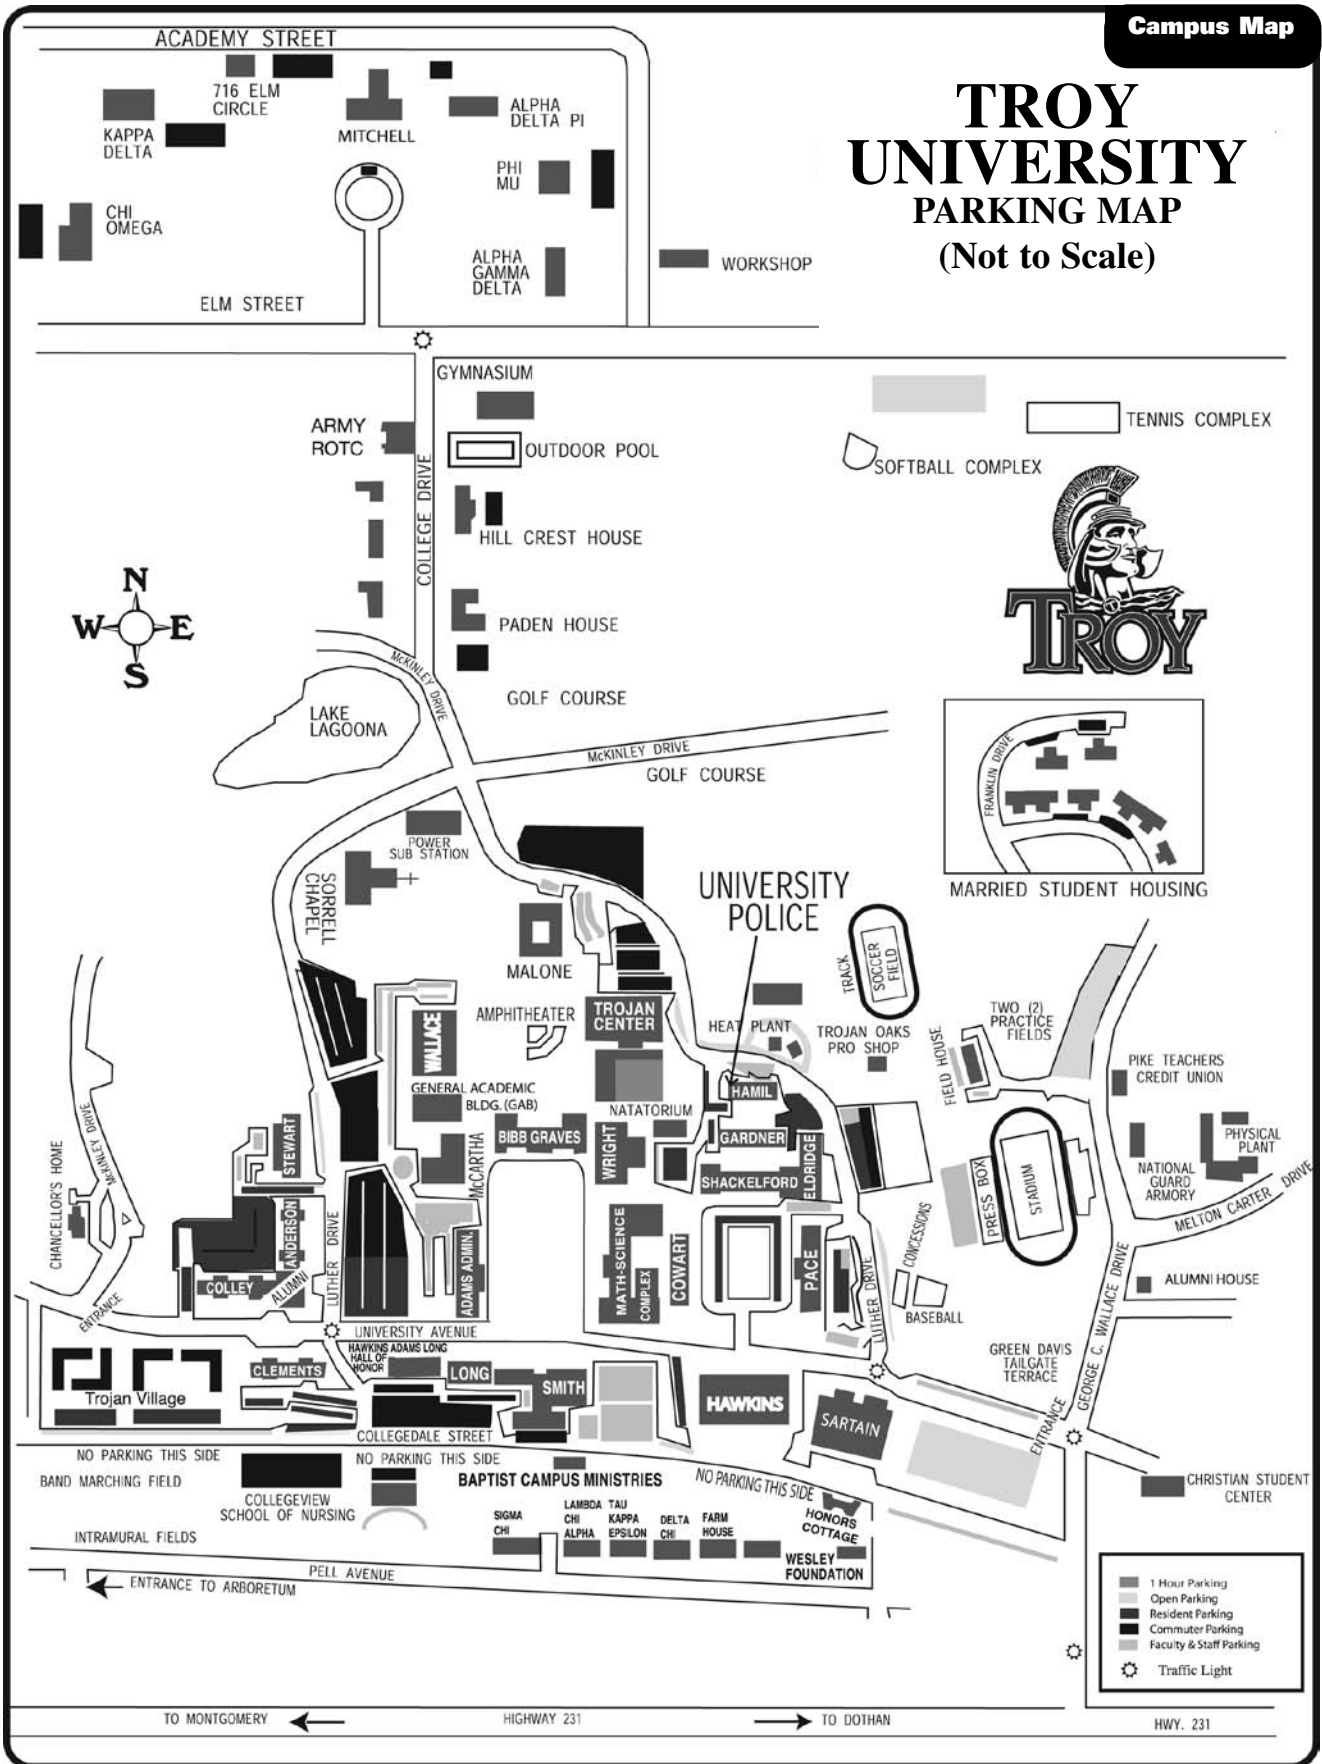 Campus Map
TROY
UNIVERSITY
PARKING MAP
(Not to Scale)
ACADEMY STREET
716 ELM
CIRCLE
KAPPA
DELTA
MITCHELL
ALPHA
DELTA PI
PHI
MU
CHI
OMEGA
ALPHA
GAMMA
DELTA
WORKSHOP
ELM STREET
GYMNASIUM
ARMY
ROTC
OUTDOOR POOL
TENNIS COMPLEX
SOFTBALL COMPLEX
COLLEGE DRIVE
HILL CREST HOUSE
N
W
E
S
PADEN HOUSE
TROY
McKINLEY DRIVE
GOLF COURSE
LAKE
LAGOONA
McKINLEY DRIVE
GOLF COURSE
FRANKLIN DRIVE
MARRIED STUDENT HOUSING
POWER
SUB STATION
SORRELL
CHAPEL
UNIVERSITY
POLICE
MALONE
TRACK
SOCCER
FIELD
WALLACE
AMPHITHEATER
TROJAN
CENTER
HEAT PLANT
TROJAN OAKS
PRO SHOP
FIELD HOUSE
TWO (2)
PRACTICE
FIELDS
PIKE TEACHERS
CREDIT UNION
GENERAL ACADEMIC
BLDG. (GAB)
NATATORIUM
HAMIL
McKINLEY DRIVE
CHANCELLOR'S HOME
STEWART
McCARTHA
BIBB GRAVES
WRIGHT
GARDNER
SHACKELFORD
ELDRIDGE
PRESS BOX
STADIUM
PHYSICAL
PLANT
NATIONAL
GUARD
ARMORY
MELTON CARTER DRIVE
ANDERSON
COLLEY
ALUMNI
LUTHER DRIVE
ADAMS ADMIN.
MATH-SCIENCE
COMPLEX
COWART
PACE
LUTHER DRIVE
CONCESSIONS
BASEBALL
GEORGE C. WALLACE DRIVE
ALUMNI HOUSE
ENTRANCE
UNIVERSITY AVENUE
HAWKINS ADAMS LONG
HALL OF
HONOR
CLEMENTS
LONG
SMITH
HAWKINS
SARTAIN
GREEN DAVIS
TAILGATE
TERRACE
ENTRANCE
Trojan Village
COLLEGEDALE STREET
NO PARKING THIS SIDE
NO PARKING THIS SIDE
NO PARKING THIS SIDE
BAND MARCHING FIELD
BAPTIST CAMPUS MINISTRIES
COLLEGEVIEW
SCHOOL OF NURSING
CHRISTIAN STUDENT
CENTER
INTRAMURAL FIELDS
SIGMA
CHI
LAMBDA
CHI
ALPHA
TAU
KAPPA
EPSILON
DELTA
CHI
FARM
HOUSE
HONORS
COTTAGE
WESLEY
FOUNDATION
PELL AVENUE
ENTRANCE TO ARBORETUM
1 Hour Parking
Open Parking
Resident Parking
Commuter Parking
Faculty & Staff Parking
Traffic Light
TO MONTGOMERY
HIGHWAY 231
TO DOTHAN
HWY. 231